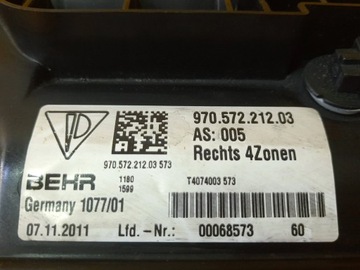 970.572.212.03
AS: 005
970.572.212.03 573
Rechts 4Zonen
BEHR
1180
1599
T4074003 573
Germany 1077/01
07.11.2011 Lfd.-Nr.: 00068573 60